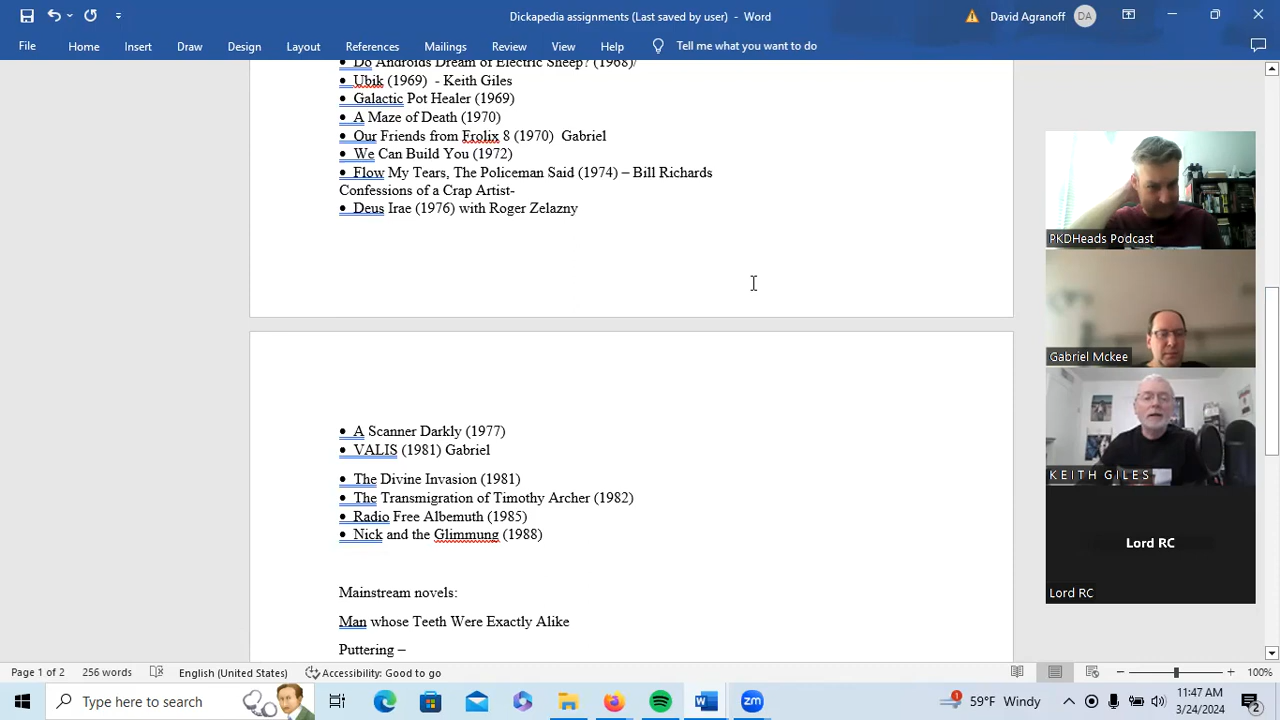 Dickapedia assignments (Last saved by user) - Word
David Agranoff DA
File Home Insert Draw Design Layout References Mailings Review View Help Tell me what you want to do
• Do Androids Dream of Electric Sheep? (1968)/
• Ubik (1969) - Keith Giles
• Galactic Pot Healer (1969)
• A Maze of Death (1970)
• Our Friends from Frolix 8 (1970) Gabriel
• We Can Build You (1972)
• Flow My Tears, The Policeman Said (1974) – Bill Richards
Confessions of a Crap Artist-
• Deus Irae (1976) with Roger Zelazny
• A Scanner Darkly (1977)
• VALIS (1981) Gabriel
• The Divine Invasion (1981)
• The Transmigration of Timothy Archer (1982)
• Radio Free Albemuth (1985)
• Nick and the Glimmung (1988)
Mainstream novels:
Man whose Teeth Were Exactly Alike
Puttering –
PKDHeads Podcast
Gabriel Mckee
KEITH GILES
Lord RC
Lord RC
Page 1 of 2 256 words English (United States) Accessibility: Good to go 100%
Type here to search
1 59°F Windy
11:47 AM
3/24/2024
2